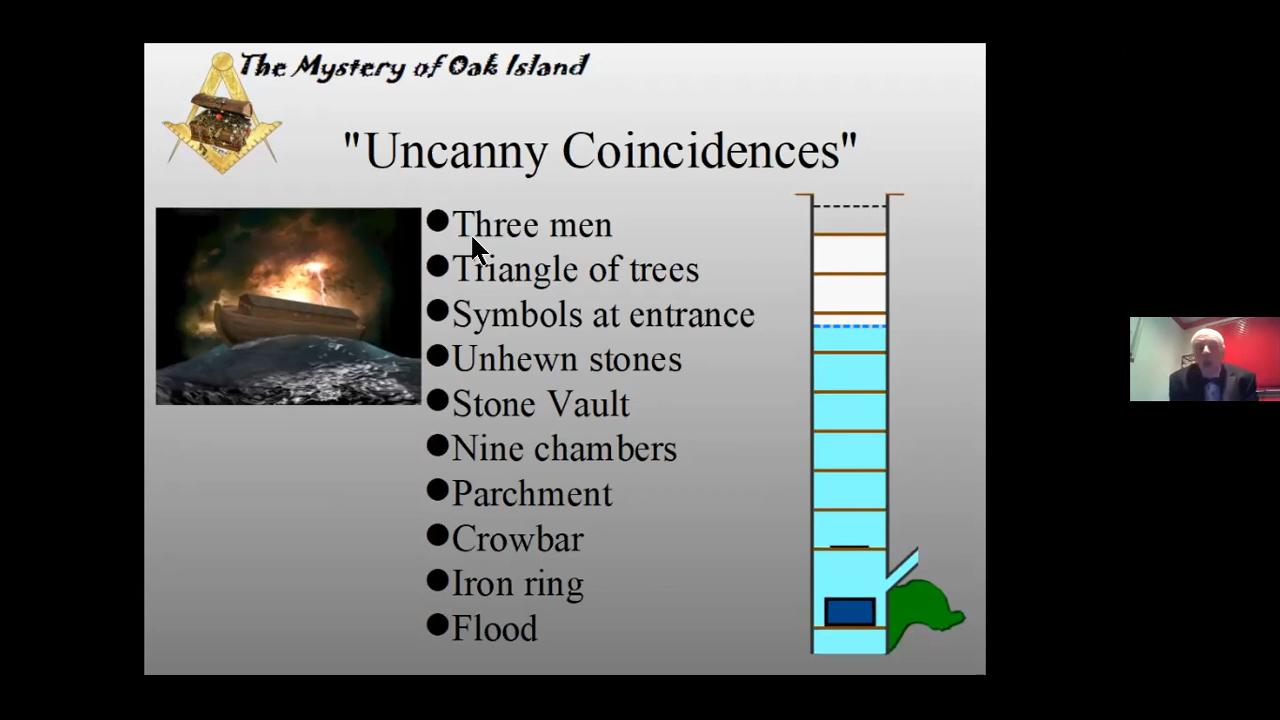 The Mystery of Oak Island
"Uncanny Coincidences"
Three men
Triangle of trees
Symbols at entrance
Unhewn stones
Stone Vault
Nine chambers
Parchment
Crowbar
Iron ring
Flood